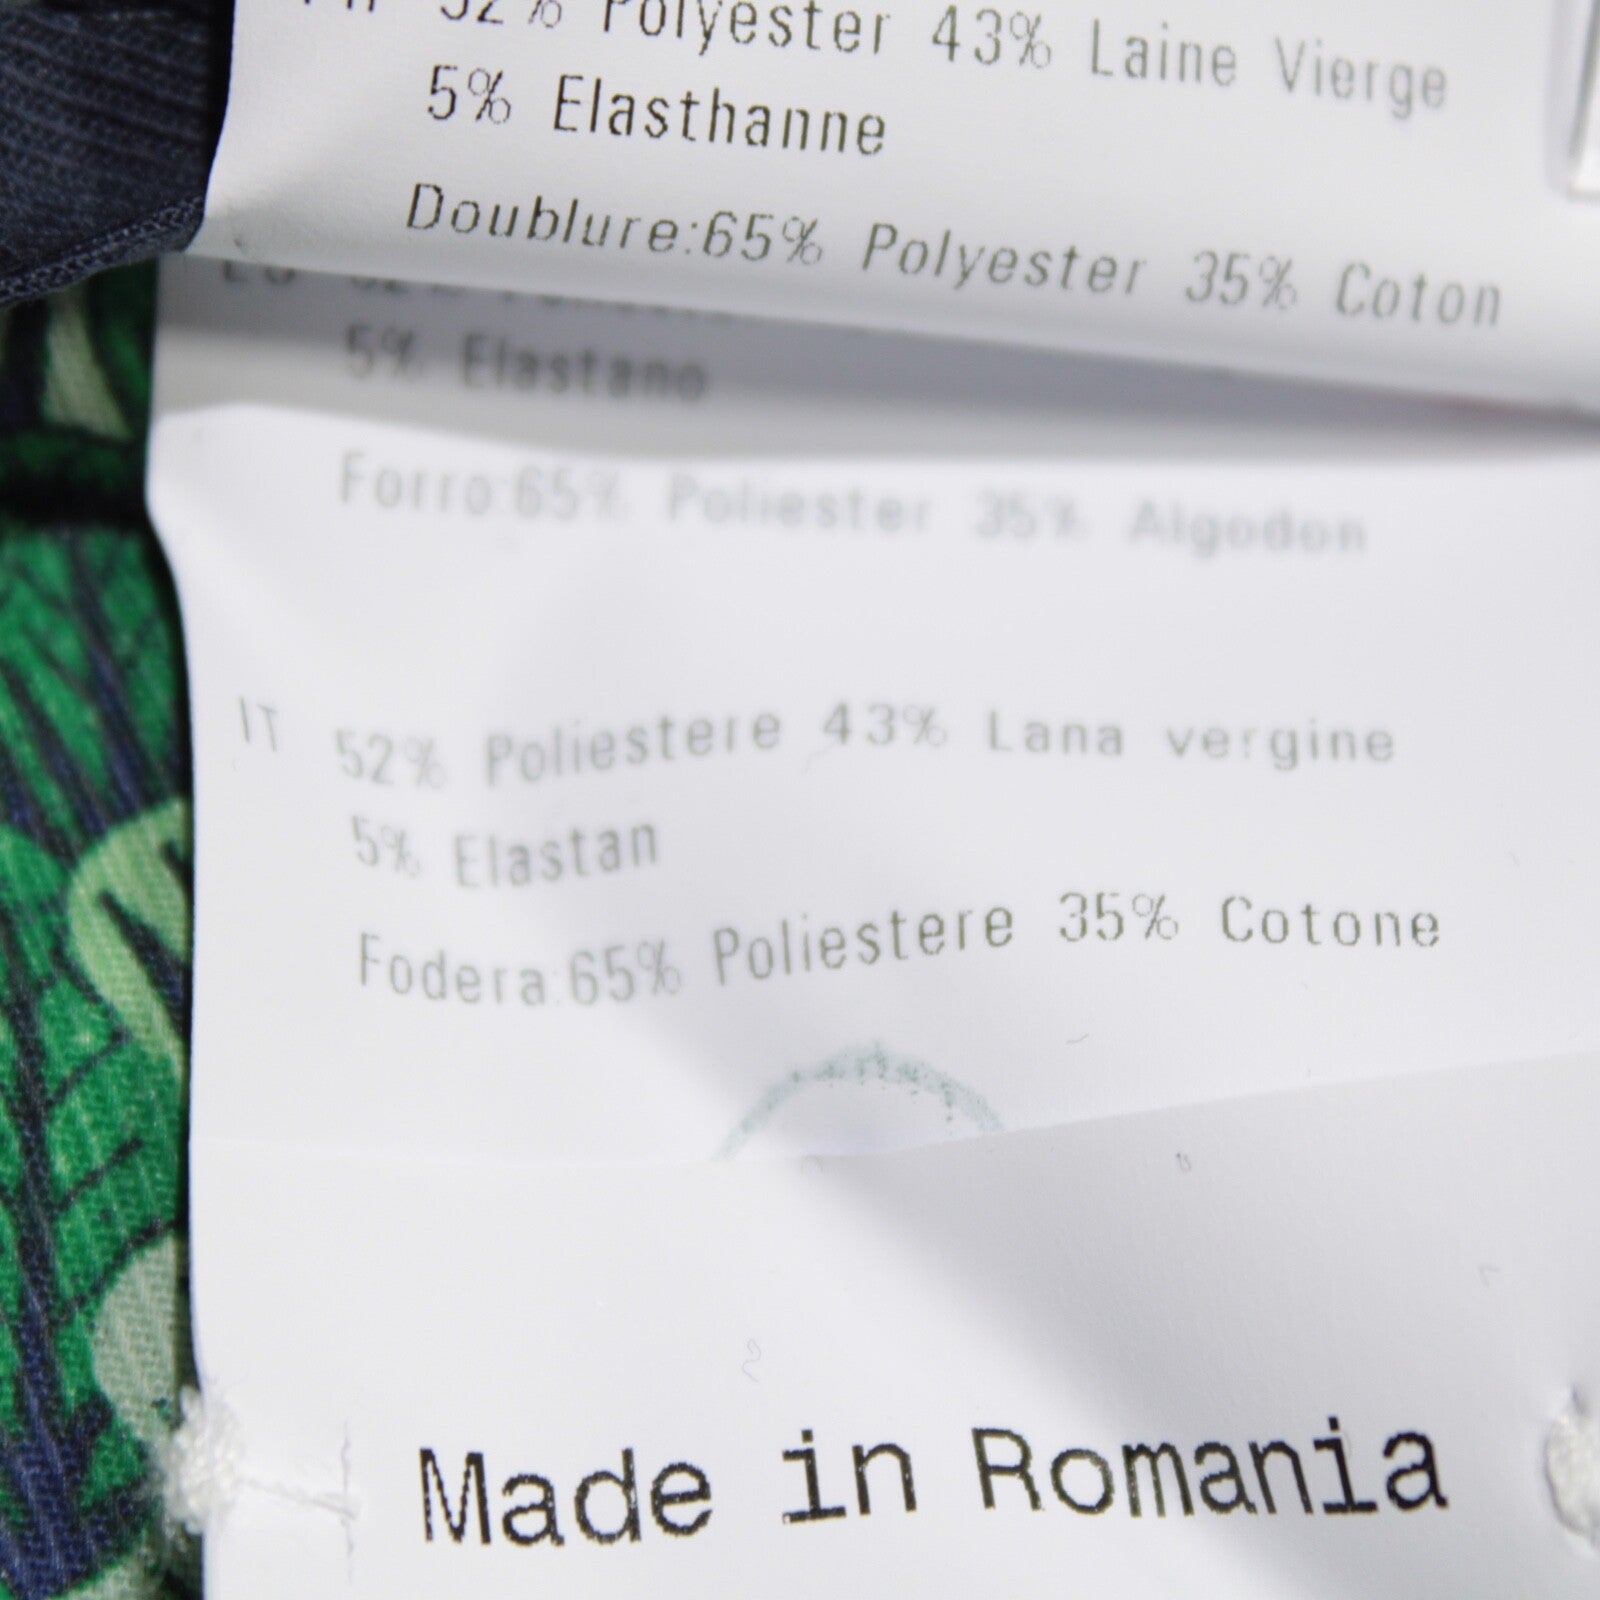 52% Polyester 43% Laine Vierge
5% Elasthanne
Doublure:65% Polyester 35% Coton
5% Elastano
Forro:65% Poliester 35% Algodon
IT 52% Poliestere 43% Lana vergine
5% Elastan
Fodera:65% Poliestere 35% Cotone
Made in Romania